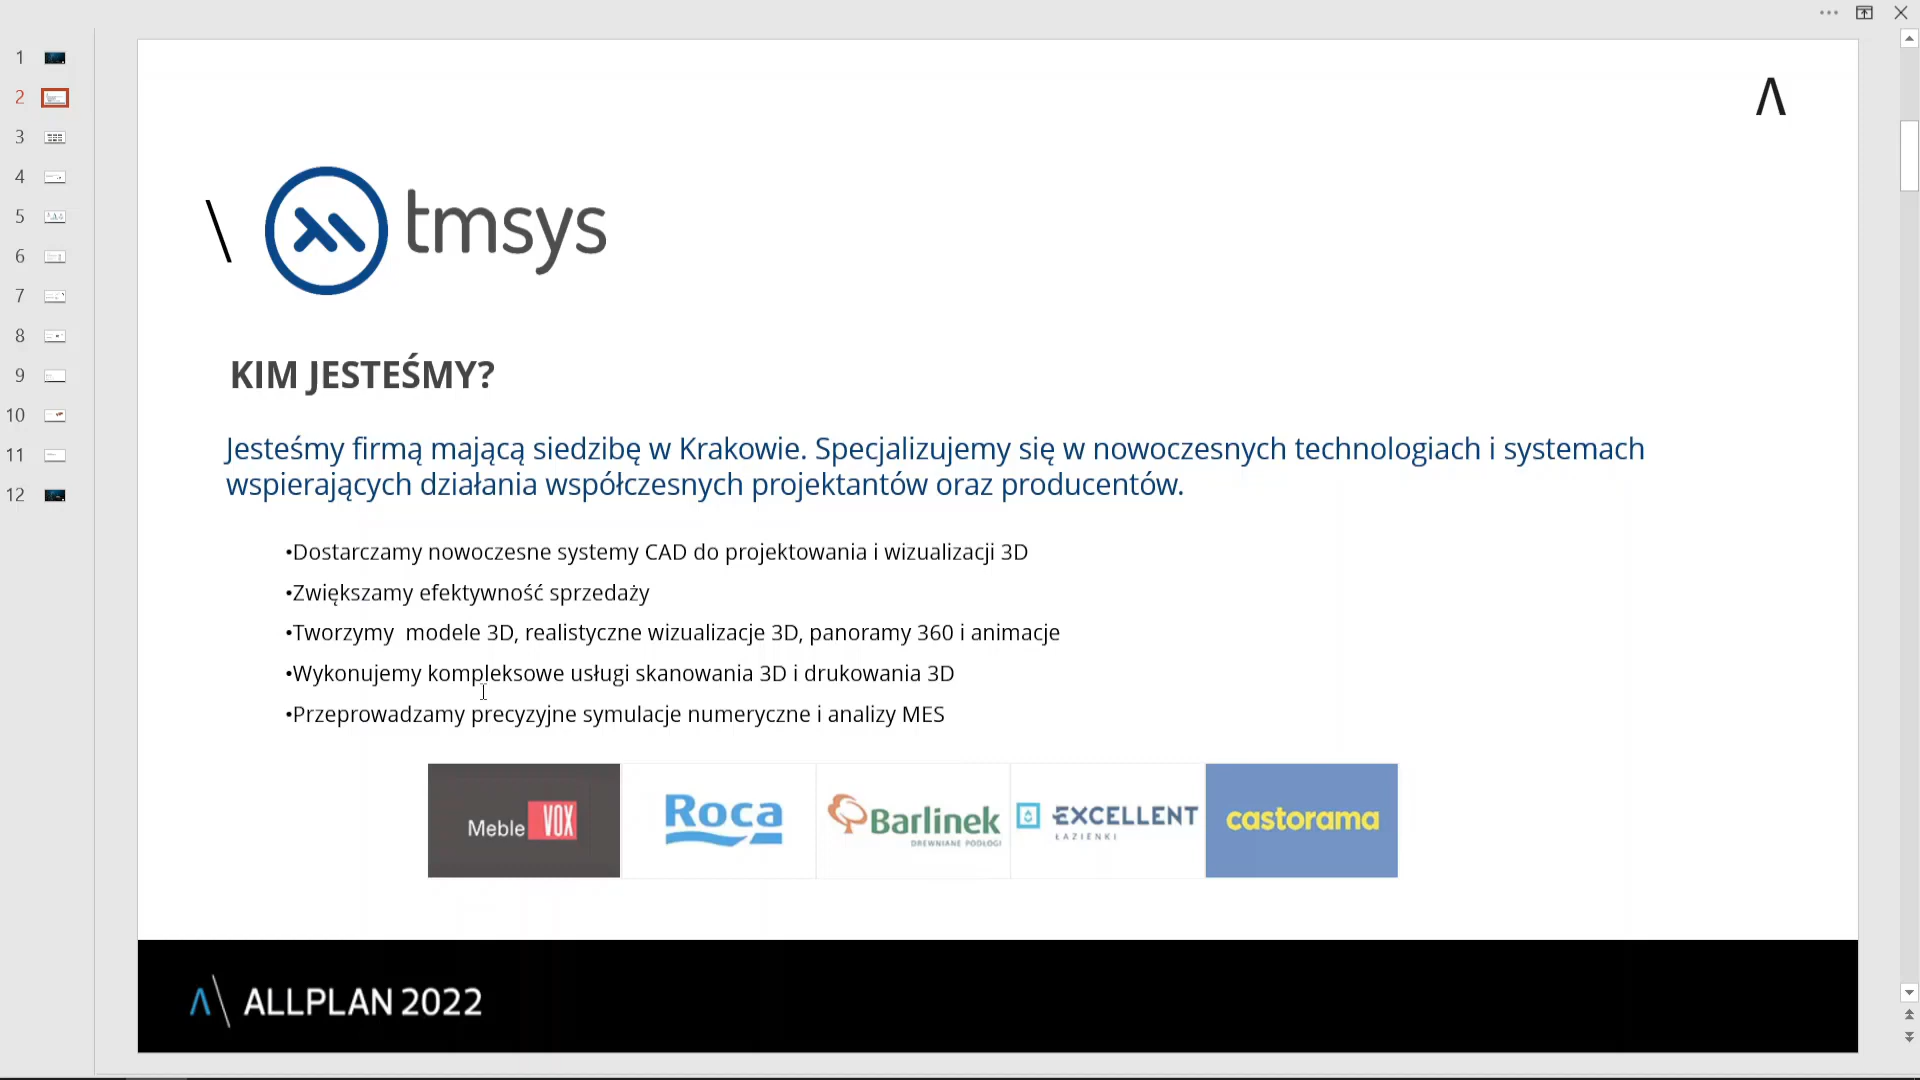 1
2
3
4
5
6
7
8
9
10
11
12
tmsys
KIM JESTEŚMY?
Jesteśmy firmą mającą siedzibę w Krakowie. Specjalizujemy się w nowoczesnych technologiach i systemach
wspierających działania współczesnych projektantów oraz producentów.
•Dostarczamy nowoczesne systemy CAD do projektowania i wizualizacji 3D
•Zwiększamy efektywność sprzedaży
•Tworzymy  modele 3D, realistyczne wizualizacje 3D, panoramy 360 i animacje
•Wykonujemy kompleksowe usługi skanowania 3D i drukowania 3D
•Przeprowadzamy precyzyjne symulacje numeryczne i analizy MES
Meble VOX
Roca
Barlinek
DREWNIANE PODŁOGI
EXCELLENT
ŁAZIENKI
castorama
ALLPLAN 2022